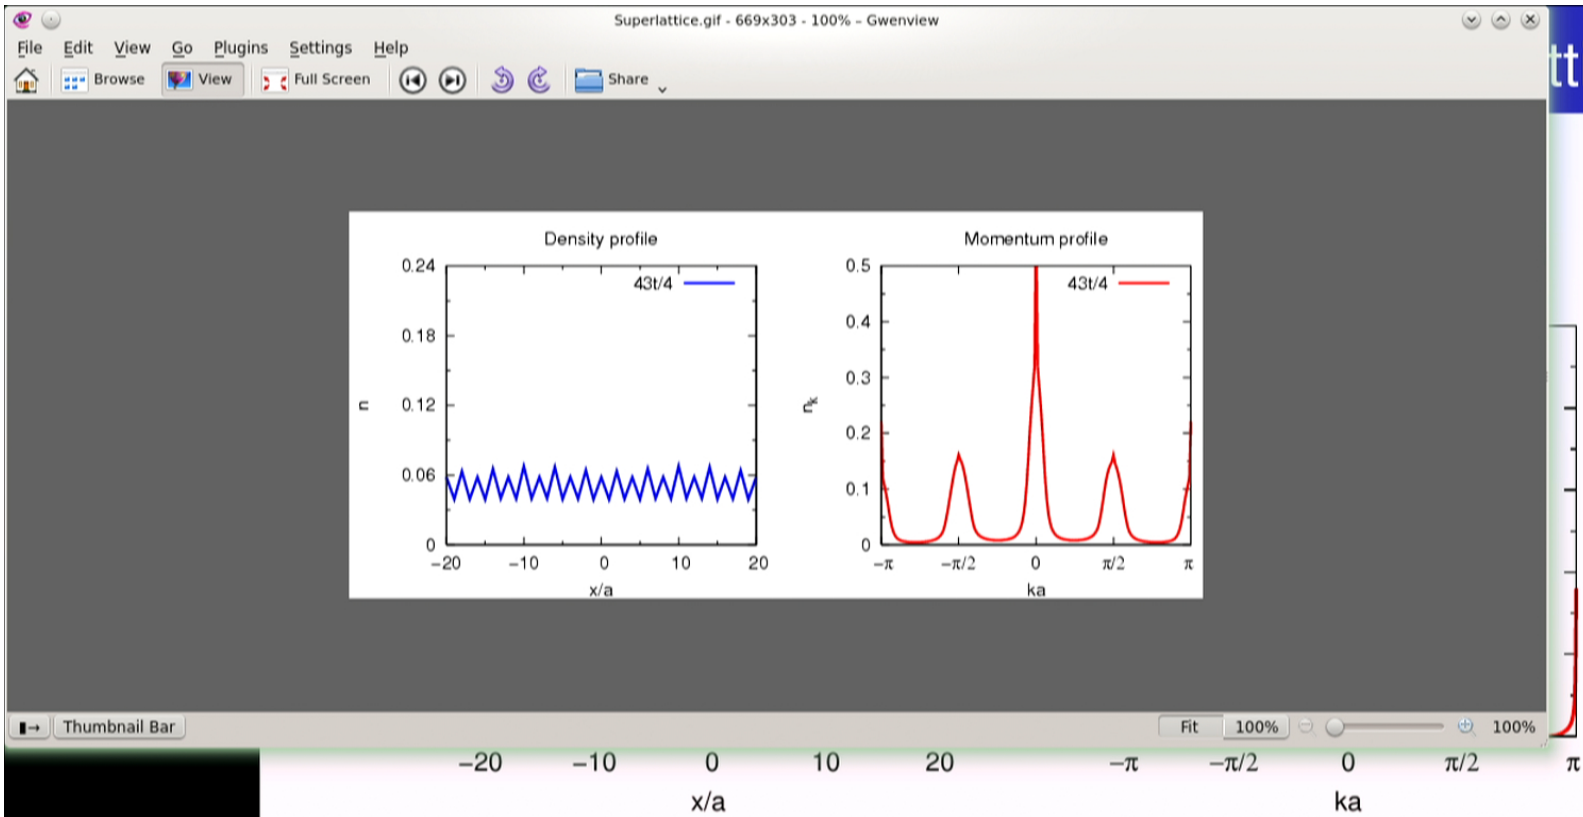 Superlattice.gif - 669x303 - 100% – Gwenview
File Edit View Go Plugins Settings Help
Browse View Full Screen Share
tt
Density profile
0.24
0.18
0.12
0.06
0
n
43t/4
−20 −10 0 10 20
x/a
Momentum profile
0.5
0.4
0.3
0.2
0.1
0
nk
43t/4
−π −π/2 0 π/2 π
ka
Thumbnail Bar Fit 100% 100%
−20 −10 0 10 20 −π −π/2 0 π/2 π
x/a ka